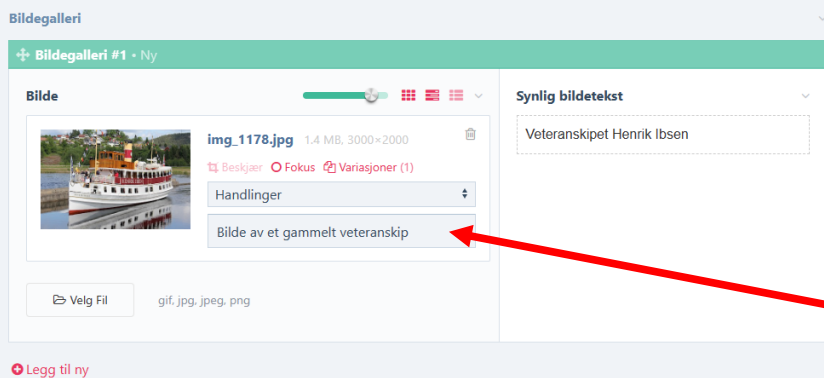 Bildegalleri
Bildegalleri #1 • Ny
Bilde
img_1178.jpg 1.4 MB, 3000×2000
Beskjær Fokus Variasjoner (1)
Handlinger
Bilde av et gammelt veteranskip
Velg Fil gif, jpg, jpeg, png
Synlig bildetekst
Veteranskipet Henrik Ibsen
Legg til ny